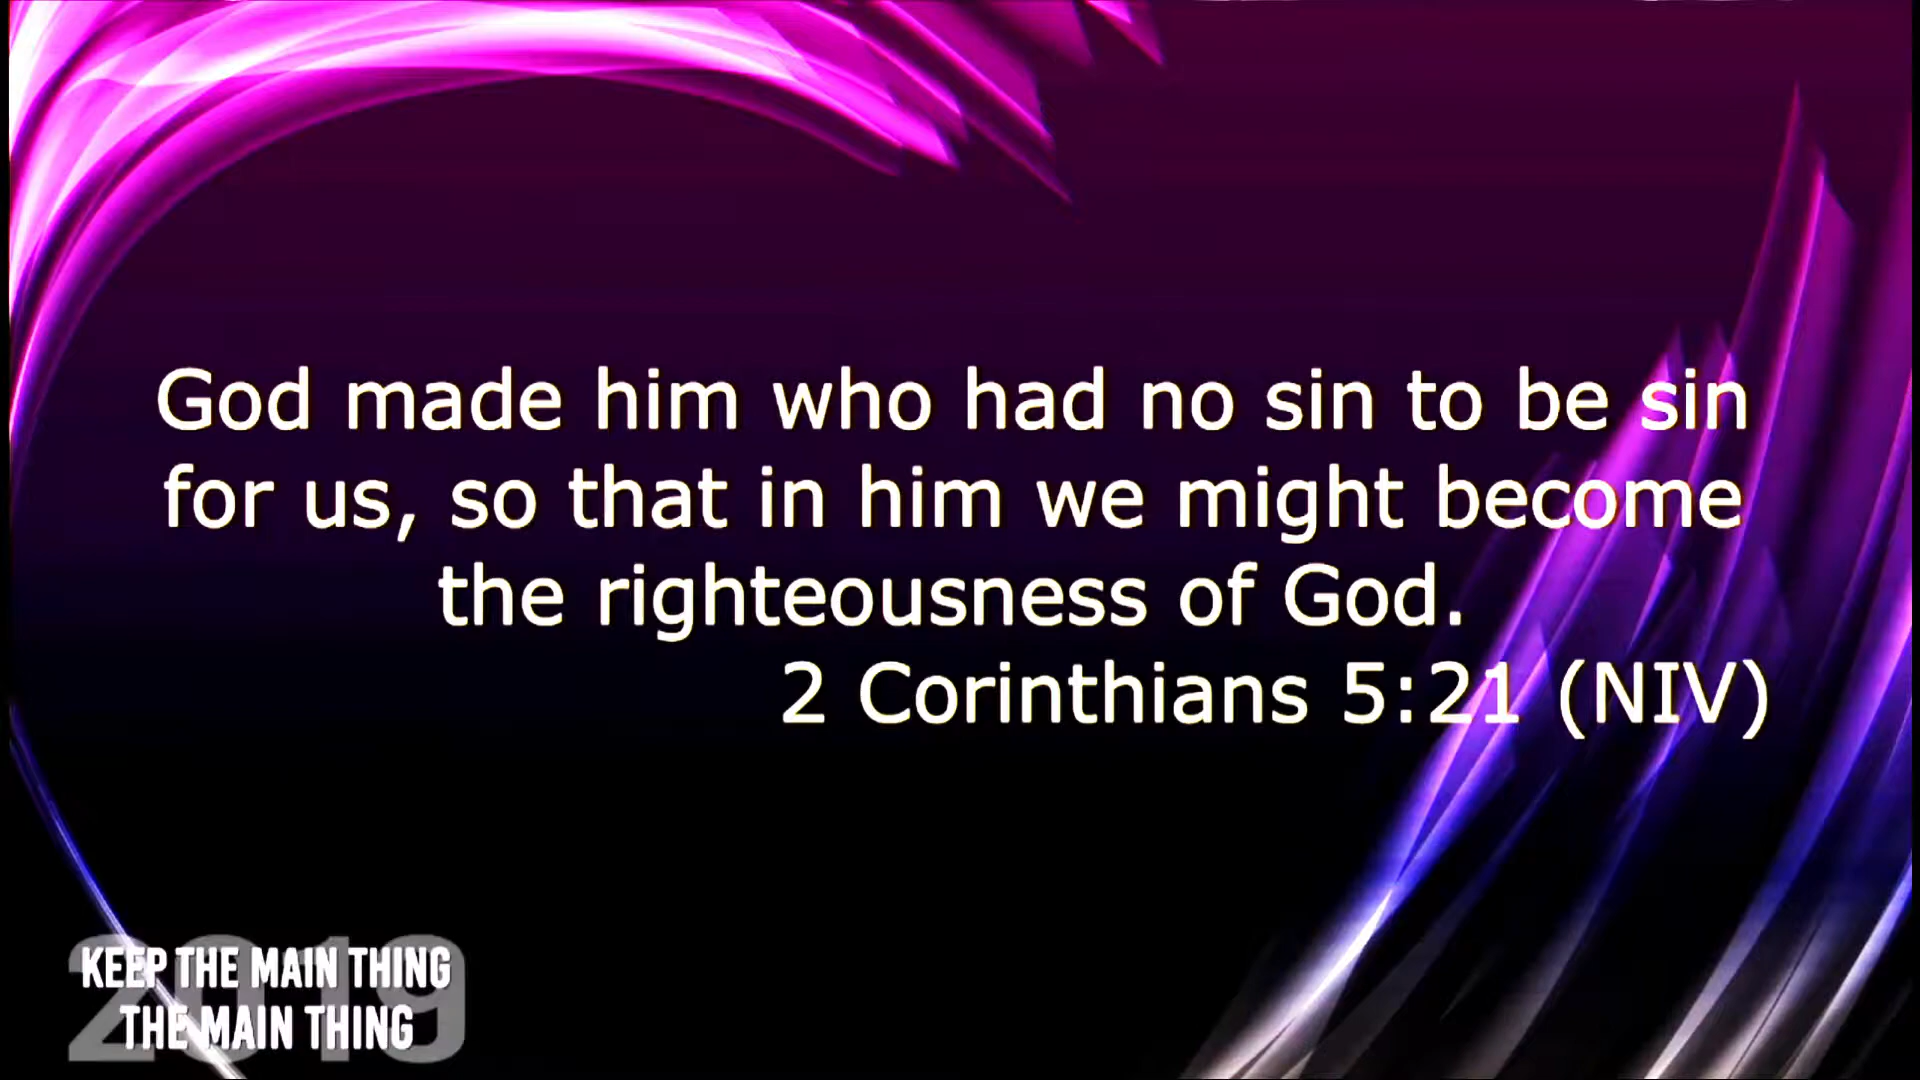 God made him who had no sin to be sin
for us, so that in him we might become
the righteousness of God.
2 Corinthians 5:21 (NIV)
2019
KEEP THE MAIN THING
THE MAIN THING